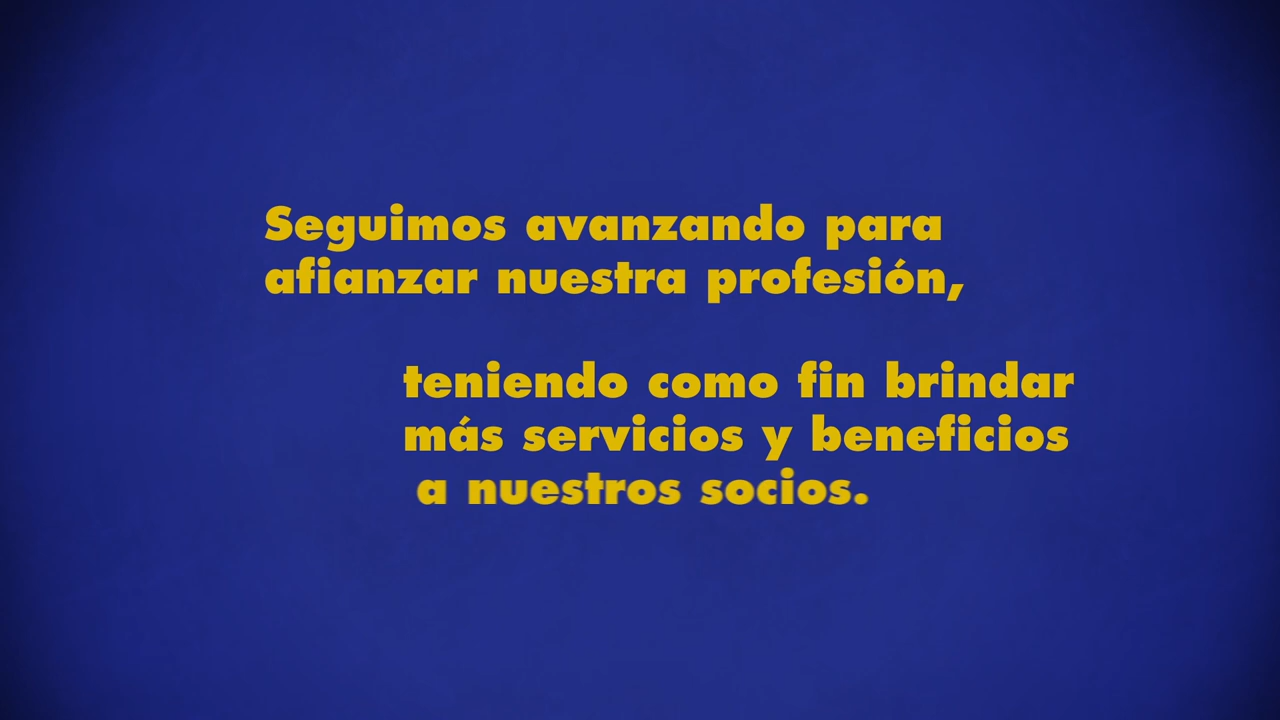 Seguimos avanzando para
afianzar nuestra profesión,
teniendo como fin brindar
más servicios y beneficios
a nuestros socios.